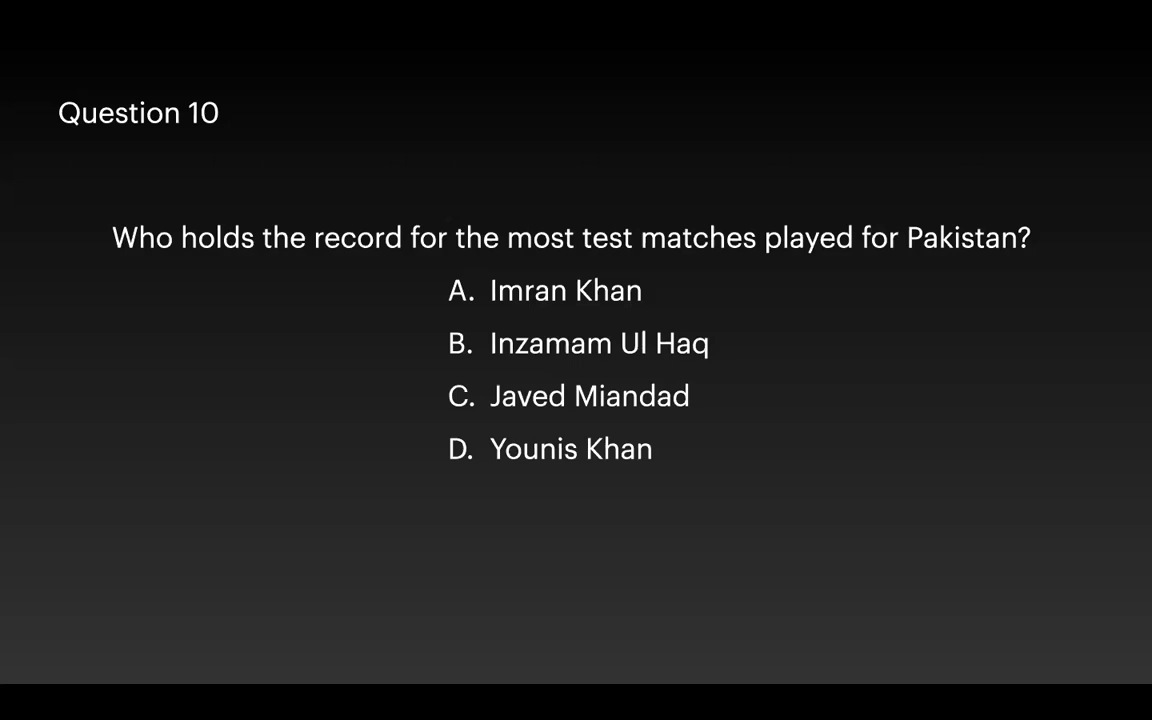 Question 10
Who holds the record for the most test matches played for Pakistan?
A. Imran Khan
B. Inzamam Ul Haq
C. Javed Miandad
D. Younis Khan